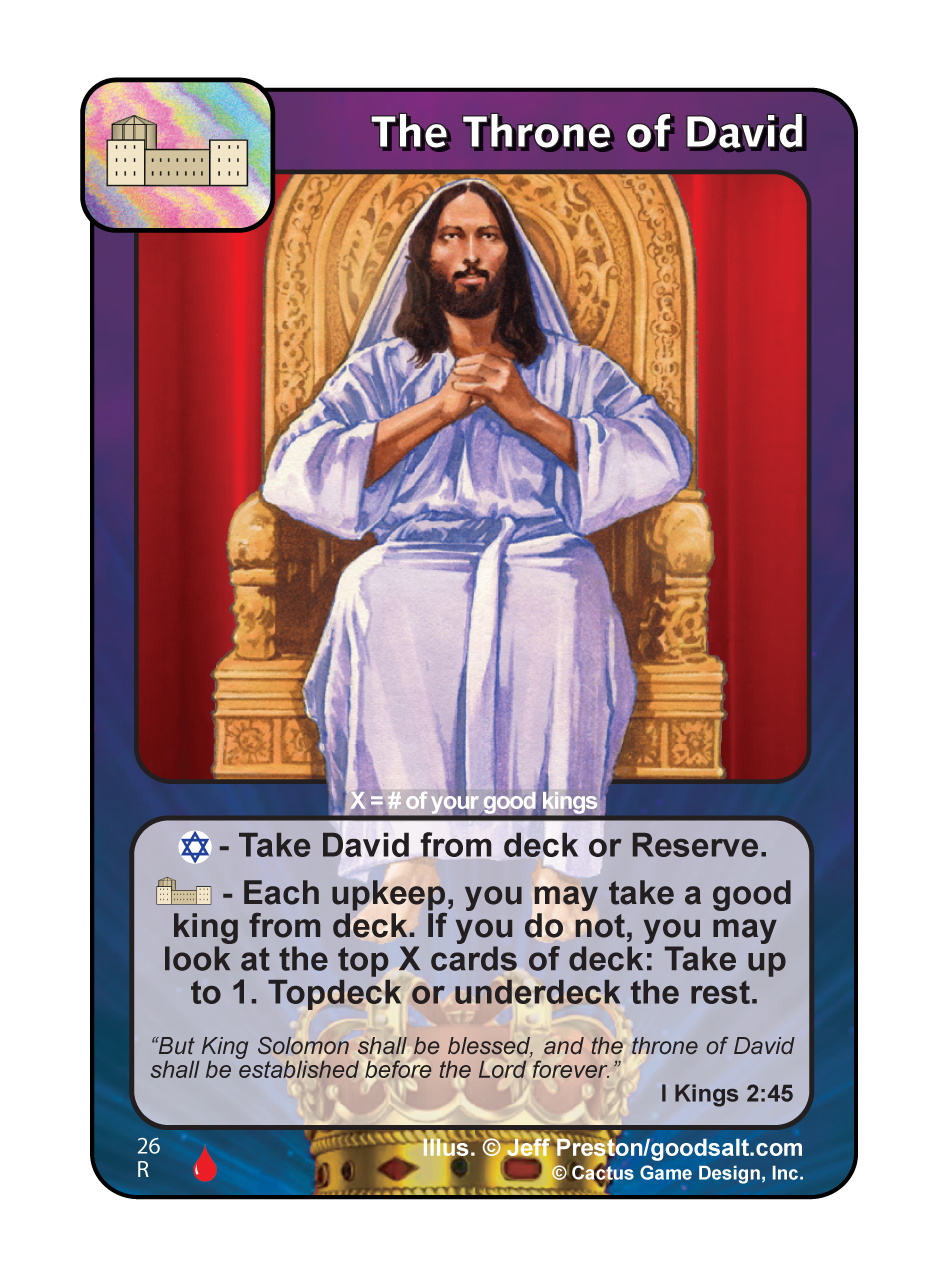 The Throne of David
X = # of your good kings
- Take David from deck or Reserve.
- Each upkeep, you may take a good
king from deck. If you do not, you may
look at the top X cards of deck: Take up
to 1. Topdeck or underdeck the rest.
“But King Solomon shall be blessed, and the throne of David
shall be established before the Lord forever.”
I Kings 2:45
26
R
Illus. © Jeff Preston/goodsalt.com
© Cactus Game Design, Inc.